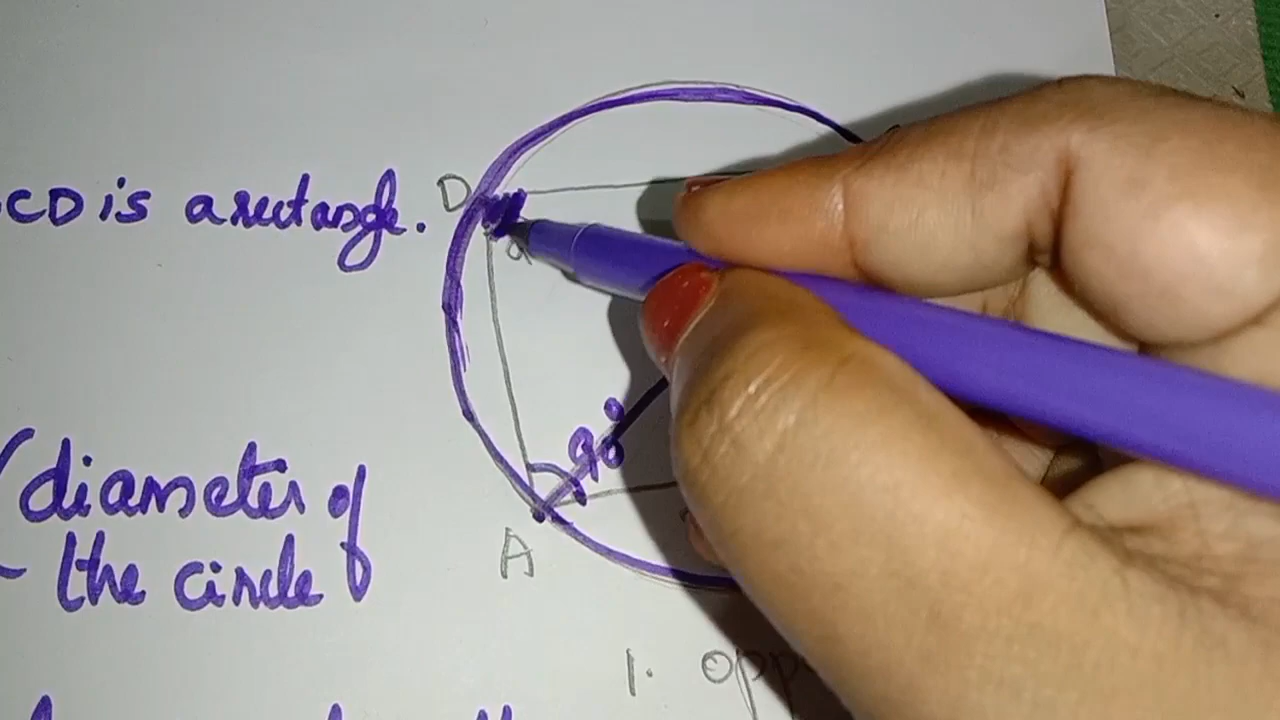 CD is a rectangle.
D
90°
(diameter of
the circle
A
1. opp